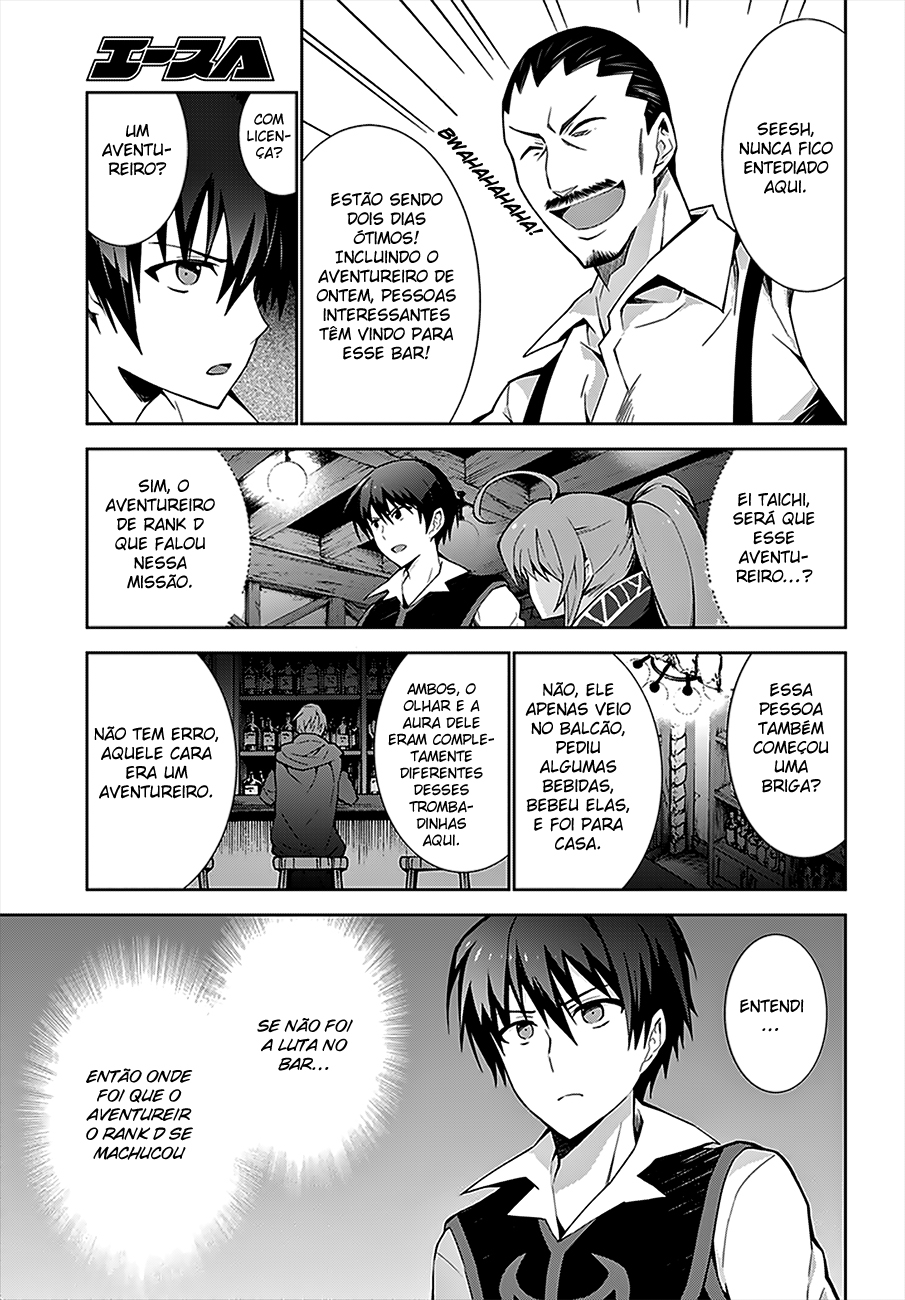 SEESH,
NUNCA FICO
ENTEDIADO
AQUI.
BWAHAHAHAHA!
ESTÃO SENDO
DOIS DIAS
ÓTIMOS!
INCLUINDO O
AVENTUREIRO DE
ONTEM, PESSOAS
INTERESSANTES
TÊM VINDO PARA
ESSE BAR!
エースA
COM
LICEN-
ÇA?
UM
AVENTU-
REIRO?
EI TAICHI,
SERÁ QUE
ESSE
AVENTU-
REIRO...?
SIM, O
AVENTUREIRO
DE RANK D
QUE FALOU
NESSA
MISSÃO.
ESSA
PESSOA
TAMBÉM
COMEÇOU
UMA
BRIGA?
NÃO, ELE
APENAS VEIO
NO BALCÃO,
PEDIU
ALGUMAS
BEBIDAS,
BEBEU ELAS,
E FOI PARA
CASA.
AMBOS, O
OLHAR E A
AURA DELE
ERAM COMPLE-
TAMENTE
DIFERENTES
DESSES
TROMBA-
DINHAS
AQUI.
NÃO TEM ERRO,
AQUELE CARA
ERA UM
AVENTUREIRO.
ENTENDI
...
SE NÃO FOI
A LUTA NO
BAR...
ENTÃO ONDE
FOI QUE O
AVENTUREIR
O RANK D SE
MACHUCOU